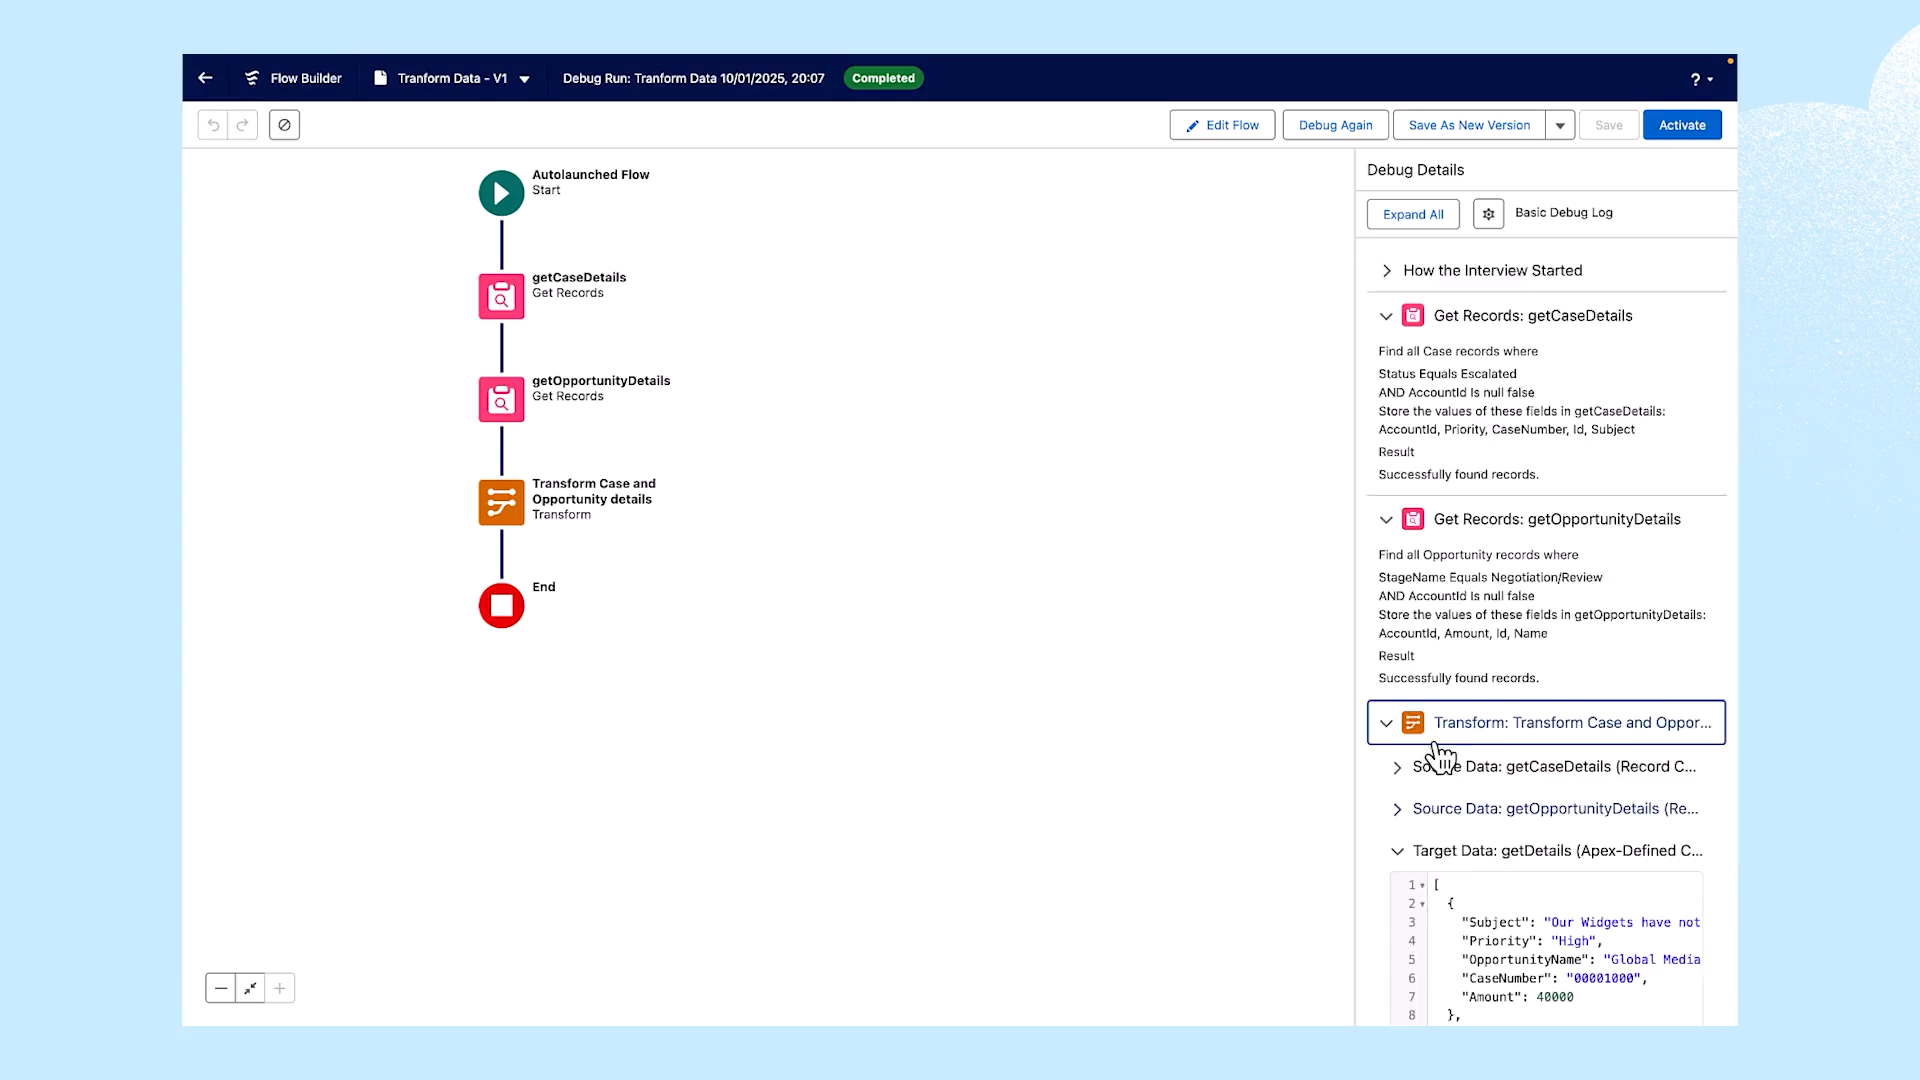 Flow Builder
Tranform Data - V1
Debug Run: Tranform Data 10/01/2025, 20:07
Completed
?
Edit Flow
Debug Again
Save As New Version
Save
Activate
Autolaunched Flow
Start
getCaseDetails
Get Records
getOpportunityDetails
Get Records
Transform Case and
Opportunity details
Transform
End
Debug Details
Expand All
Basic Debug Log
How the Interview Started
Get Records: getCaseDetails
Find all Case records where
Status Equals Escalated
AND AccountId Is null false
Store the values of these fields in getCaseDetails:
AccountId, Priority, CaseNumber, Id, Subject
Result
Successfully found records.
Get Records: getOpportunityDetails
Find all Opportunity records where
StageName Equals Negotiation/Review
AND AccountId Is null false
Store the values of these fields in getOpportunityDetails:
AccountId, Amount, Id, Name
Result
Successfully found records.
Transform: Transform Case and Oppor...
Data: getCaseDetails (Record C...
Source Data: getOpportunityDetails (Re...
Target Data: getDetails (Apex-Defined C...
1 [
2 {
3 "Subject": "Our Widgets have not
4 "Priority": "High",
5 "OpportunityName": "Global Media
6 "CaseNumber": "00001000",
7 "Amount": 40000
8 },